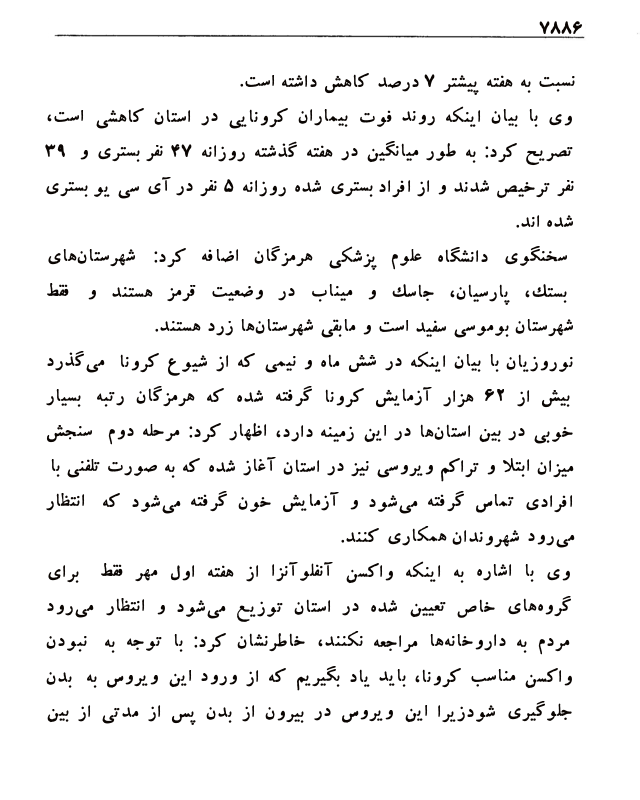 ۷۸۸۶
نسبت به هفته پیشتر ۷ درصد کاهش داشته است.
وی با بیان اینکه روند فوت بیماران کرونایی در استان کاهشی است،
تصریح کرد: به طور میانگین در هفته گذشته روزانه ۴۷ نفر بستری و ۳۹
نفر ترخیص شدند و از افراد بستری شده روزانه ۵ نفر در آی سی یو بستری
شده اند.
سخنگوی دانشگاه علوم پزشکی هرمزگان اضافه کرد: شهرستان‌های
بستك، پارسیان، جاسك و میناب در وضعیت قرمز هستند و فقط
شهرستان بوموسی سفید است و مابقی شهرستان‌ها زرد هستند.
نوروزیان با بیان اینکه در شش ماه و نیمی که از شیوع کرونا می‌گذرد
بیش از ۶۲ هزار آزمایش کرونا گرفته شده که هرمزگان رتبه بسیار
خوبی در بین استان‌ها در این زمینه دارد، اظهار کرد: مرحله دوم سنجش
میزان ابتلا و تراکم ویروسی نیز در استان آغاز شده که به صورت تلفنی با
افرادی تماس گرفته می‌شود و آزمایش خون گرفته می‌شود که انتظار
می‌رود شهروندان همکاری کنند.
وی با اشاره به اینکه واکسن آنفلوآنزا از هفته اول مهر فقط برای
گروه‌های خاص تعیین شده در استان توزیع می‌شود و انتظار می‌رود
مردم به داروخانه‌ها مراجعه نکنند، خاطرنشان کرد: با توجه به نبودن
واکسن مناسب کرونا، باید یاد بگیریم که از ورود این ویروس به بدن
جلوگیری شودزیرا این ویروس در بیرون از بدن پس از مدتی از بین